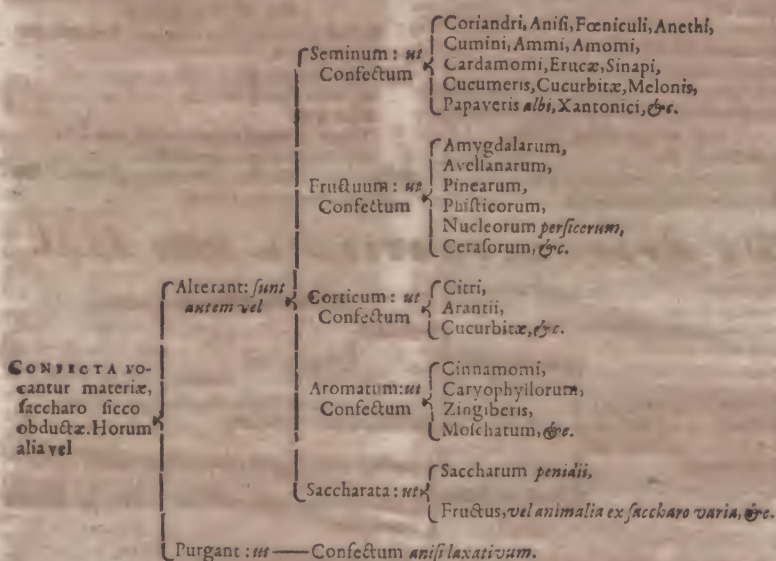 CONFECTA vo-
cantur materiæ,
saccharo sicco
obductæ. Horum
alia vel
Alterant: sunt
autem vel
Seminum: ut
Confectum
Coriandri, Anisi, Fœniculi, Anethi,
Cumini, Ammi, Amomi,
Cardamomi, Erucæ, Sinapi,
Cucumeris, Cucurbitæ, Melonis,
Papaveris albi, Xantonici, &c.
Fructuum: ut
Confectum
Amygdalarum,
Avellanarum,
Pinearum,
Phisticorum,
Nucleorum persicorum,
Cerasorum, &c.
Corticum: ut
Confectum
Citri,
Arantii,
Cucurbitæ, &c.
Aromatum: ut
Confectum
Cinnamomi,
Caryophyllorum,
Zingiberis,
Moschatum, &c.
Saccharata: ut
Saccharum penidii,
Fructus, vel animalia ex saccharo varia, &c.
Purgant: ut — Confectum anisi laxativum.